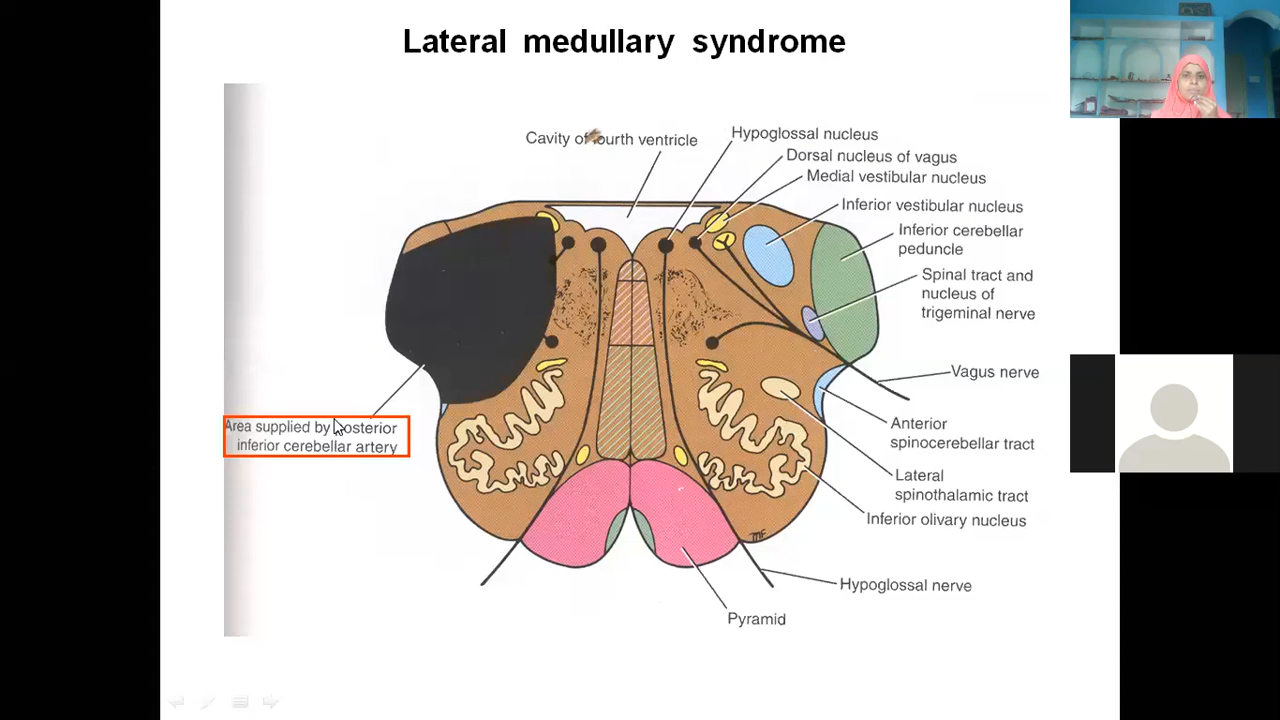 Lateral medullary syndrome
Cavity of fourth ventricle
Hypoglossal nucleus
Dorsal nucleus of vagus
Medial vestibular nucleus
Inferior vestibular nucleus
Inferior cerebellar
peduncle
Spinal tract and
nucleus of
trigeminal nerve
Vagus nerve
Anterior
spinocerebellar tract
Lateral
spinothalamic tract
Inferior olivary nucleus
Hypoglossal nerve
Pyramid
Area supplied by posterior
inferior cerebellar artery